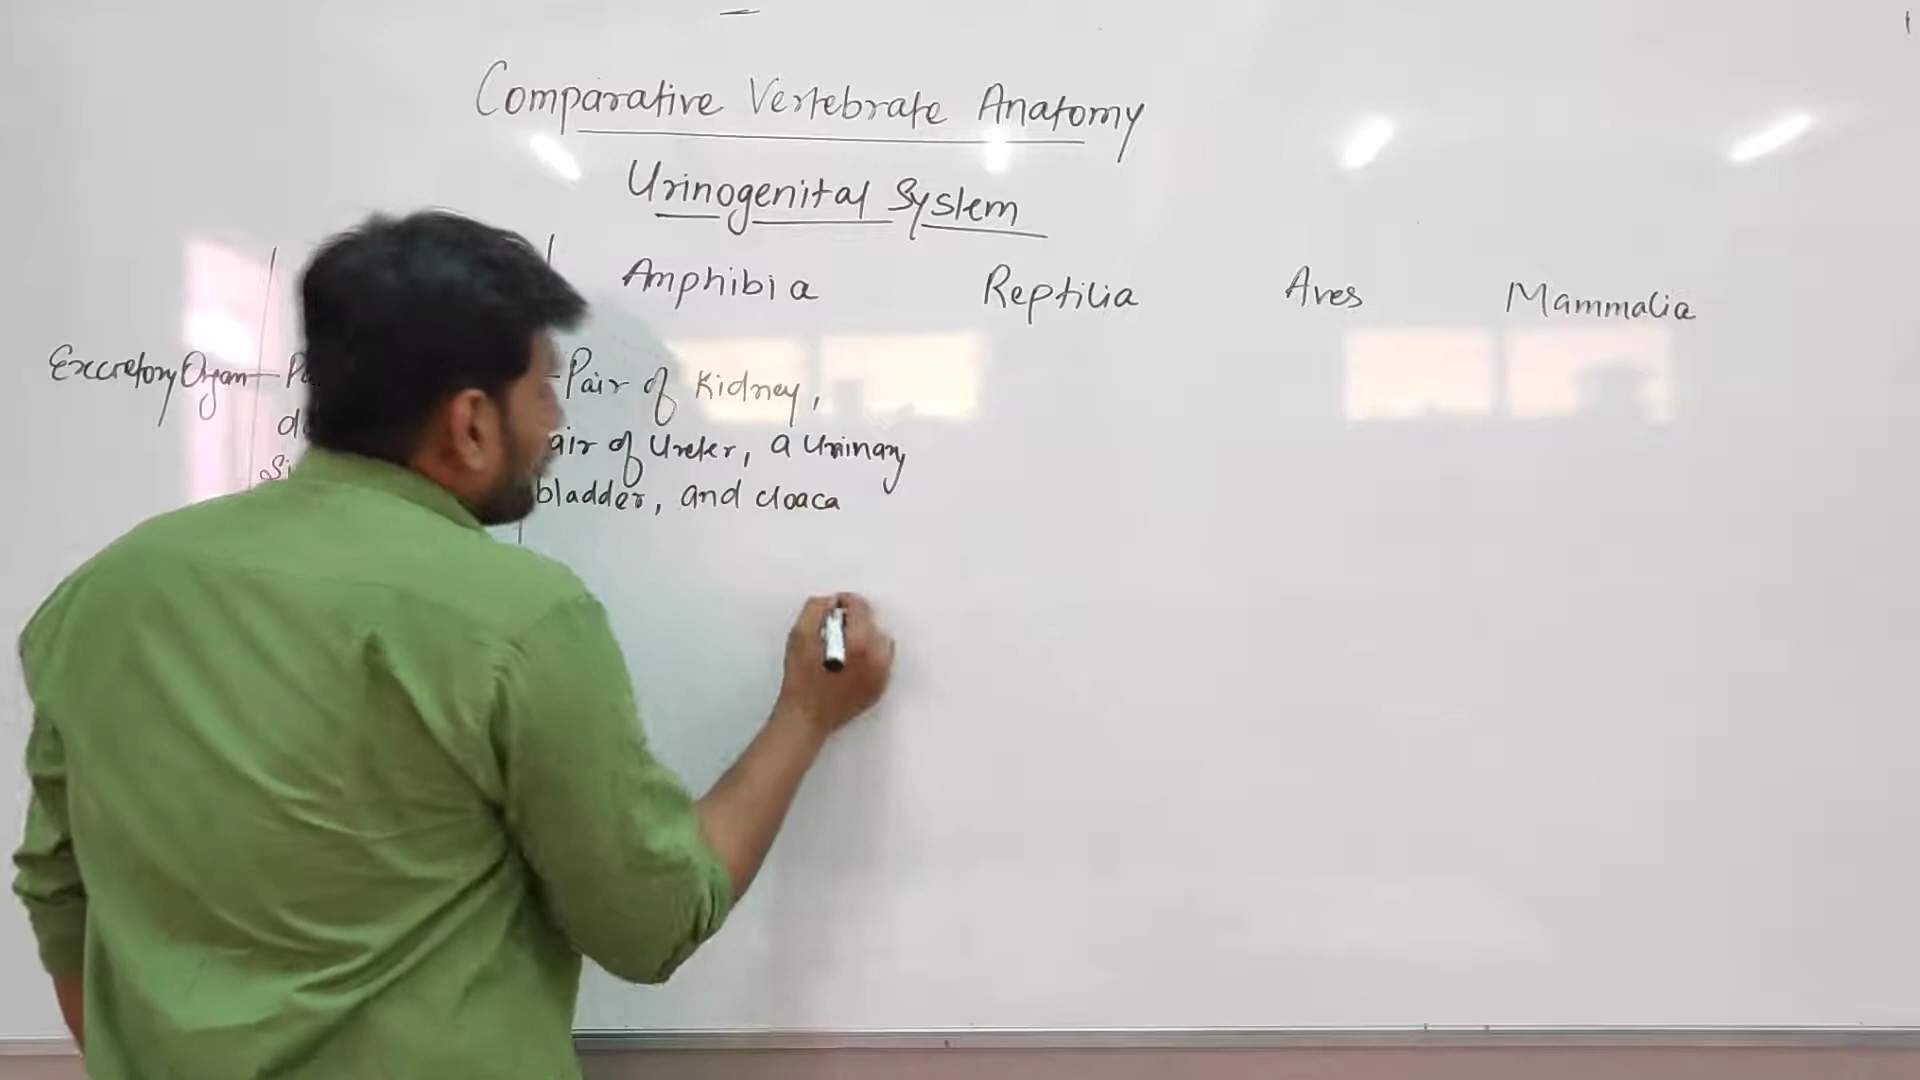 Comparative Vertebrate Anatomy
Urinogenital System
Amphibia Reptilia Aves Mammalia
Excretory Organ Pair of Kidney,
air of Ureter, a Urinary
bladder, and cloaca